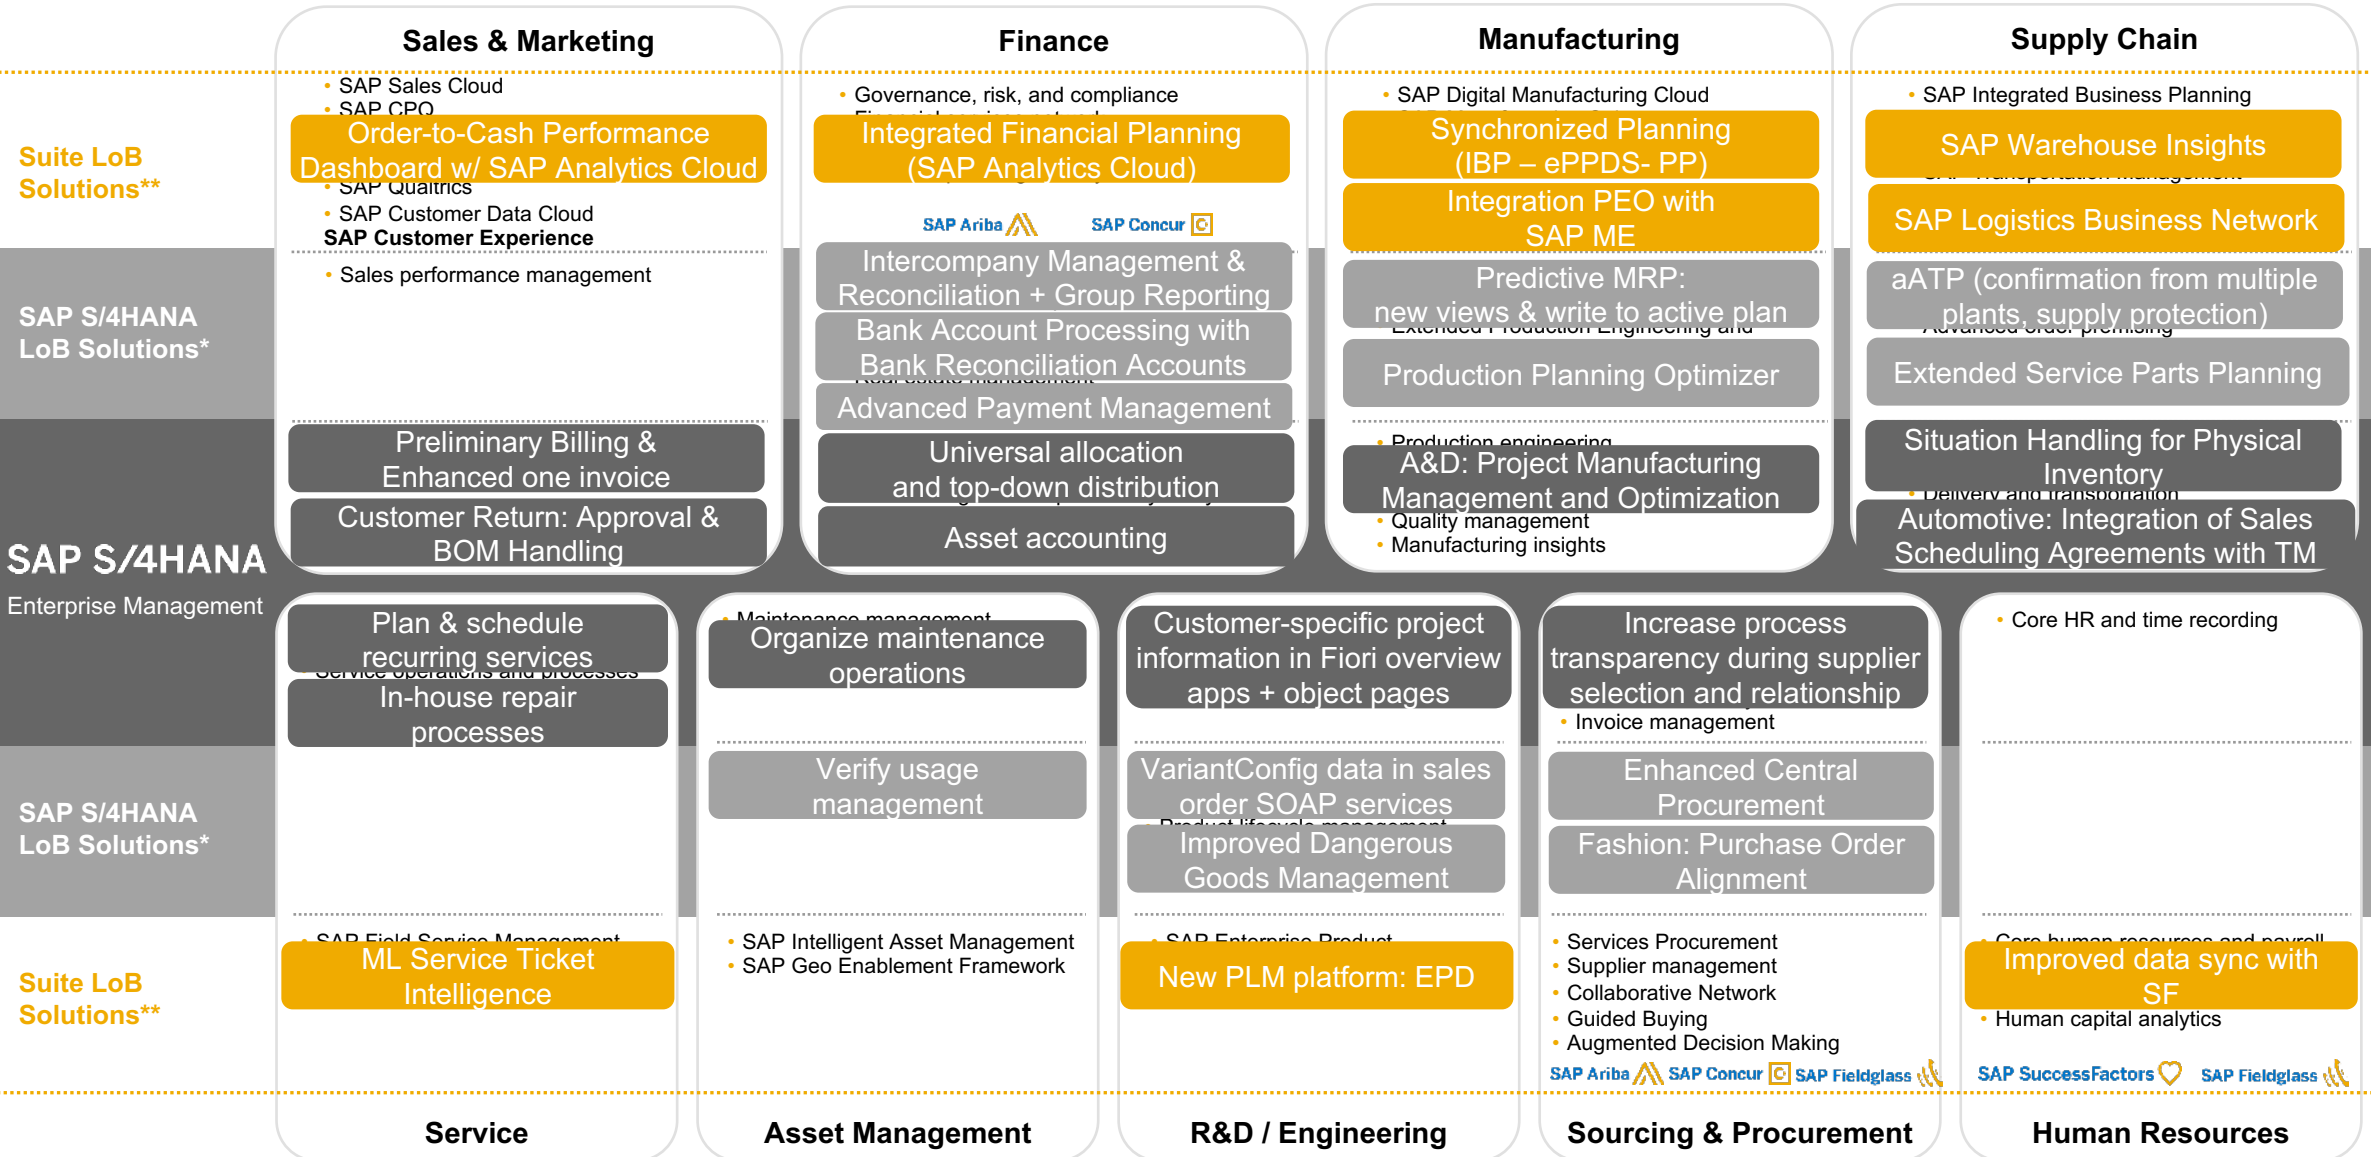 Sales & Marketing
Finance
Manufacturing
Supply Chain
Suite LoB
Solutions**
• SAP Sales Cloud
• SAP CPQ
Order-to-Cash Performance
Dashboard w/ SAP Analytics Cloud
• SAP Qualtrics
• SAP Customer Data Cloud
SAP Customer Experience
• Governance, risk, and compliance
Integrated Financial Planning
(SAP Analytics Cloud)
SAP Ariba
SAP Concur
• SAP Digital Manufacturing Cloud
Synchronized Planning
(IBP – ePPDS- PP)
Integration PEO with
SAP ME
• SAP Integrated Business Planning
SAP Warehouse Insights
SAP Logistics Business Network
SAP S/4HANA
LoB Solutions*
• Sales performance management
Intercompany Management &
Reconciliation + Group Reporting
Bank Account Processing with
Bank Reconciliation Accounts
Advanced Payment Management
Predictive MRP:
new views & write to active plan
Extended Production Engineering and
Production Planning Optimizer
aATP (confirmation from multiple
plants, supply protection)
Advanced order promising
Extended Service Parts Planning
SAP S/4HANA
Enterprise Management
Preliminary Billing &
Enhanced one invoice
Customer Return: Approval &
BOM Handling
Universal allocation
and top-down distribution
Asset accounting
• Production engineering
A&D: Project Manufacturing
Management and Optimization
• Quality management
• Manufacturing insights
Situation Handling for Physical
Inventory
• Delivery and transportation
Automotive: Integration of Sales
Scheduling Agreements with TM
Plan & schedule
recurring services
• Service operations and processes
In-house repair
processes
• Maintenance management
Organize maintenance
operations
Customer-specific project
information in Fiori overview
apps + object pages
Increase process
transparency during supplier
selection and relationship
• Invoice management
• Core HR and time recording
SAP S/4HANA
LoB Solutions*
Verify usage
management
VariantConfig data in sales
order SOAP services
• Product lifecycle management
Improved Dangerous
Goods Management
Enhanced Central
Procurement
Fashion: Purchase Order
Alignment
Suite LoB
Solutions**
• SAP Field Service Management
ML Service Ticket
Intelligence
• SAP Intelligent Asset Management
• SAP Geo Enablement Framework
• SAP Enterprise Product
New PLM platform: EPD
• Services Procurement
• Supplier management
• Collaborative Network
• Guided Buying
• Augmented Decision Making
SAP Ariba
SAP Concur
SAP Fieldglass
• Core human resources and payroll
Improved data sync with
SF
• Human capital analytics
SAP SuccessFactors
SAP Fieldglass
Service
Asset Management
R&D / Engineering
Sourcing & Procurement
Human Resources